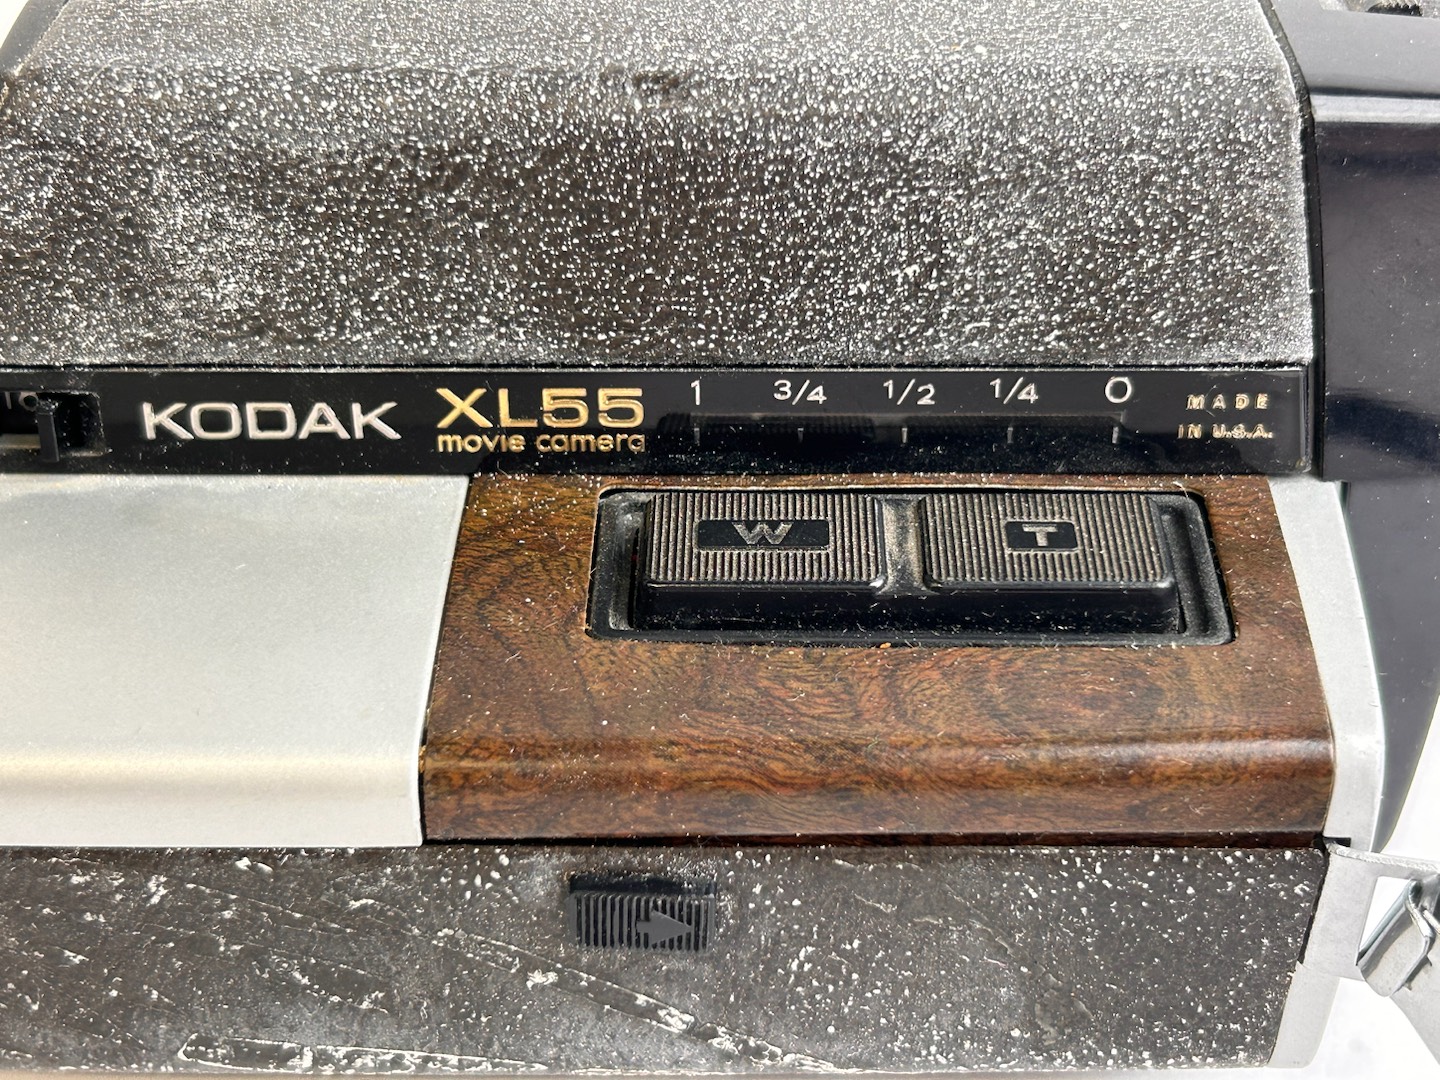 KODAK XL55 1 3/4 1/2 1/4 0 MADE
movie camera IN U.S.A.
W T